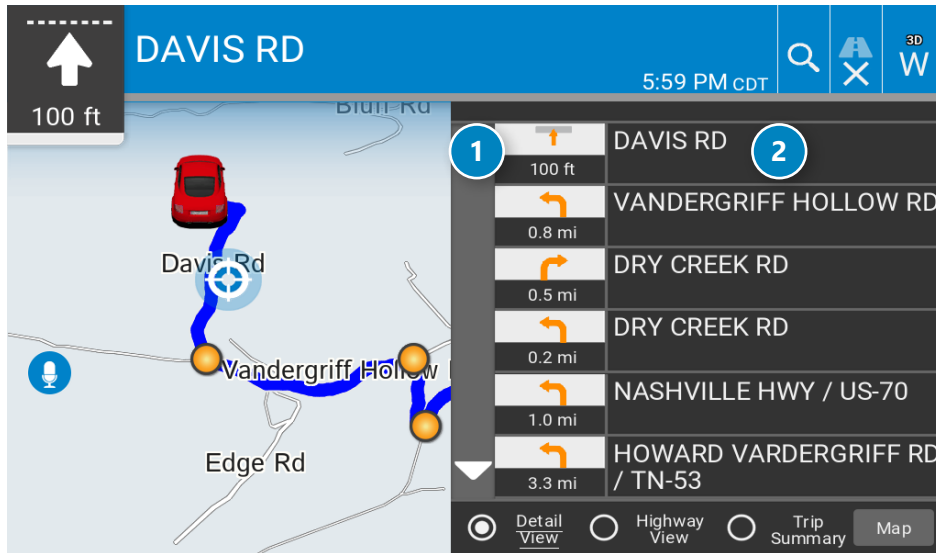 DAVIS RD
5:59 PM CDT
3D
W
100 ft
Bluff Rd
Davis Rd
Vandergriff Hollow
Edge Rd
1
2
DAVIS RD
100 ft
VANDERGRIFF HOLLOW RD
0.8 mi
DRY CREEK RD
0.5 mi
DRY CREEK RD
0.2 mi
NASHVILLE HWY / US-70
1.0 mi
HOWARD VARDERGRIFF RD
/ TN-53
3.3 mi
Detail
View
Highway
View
Trip
Summary
Map